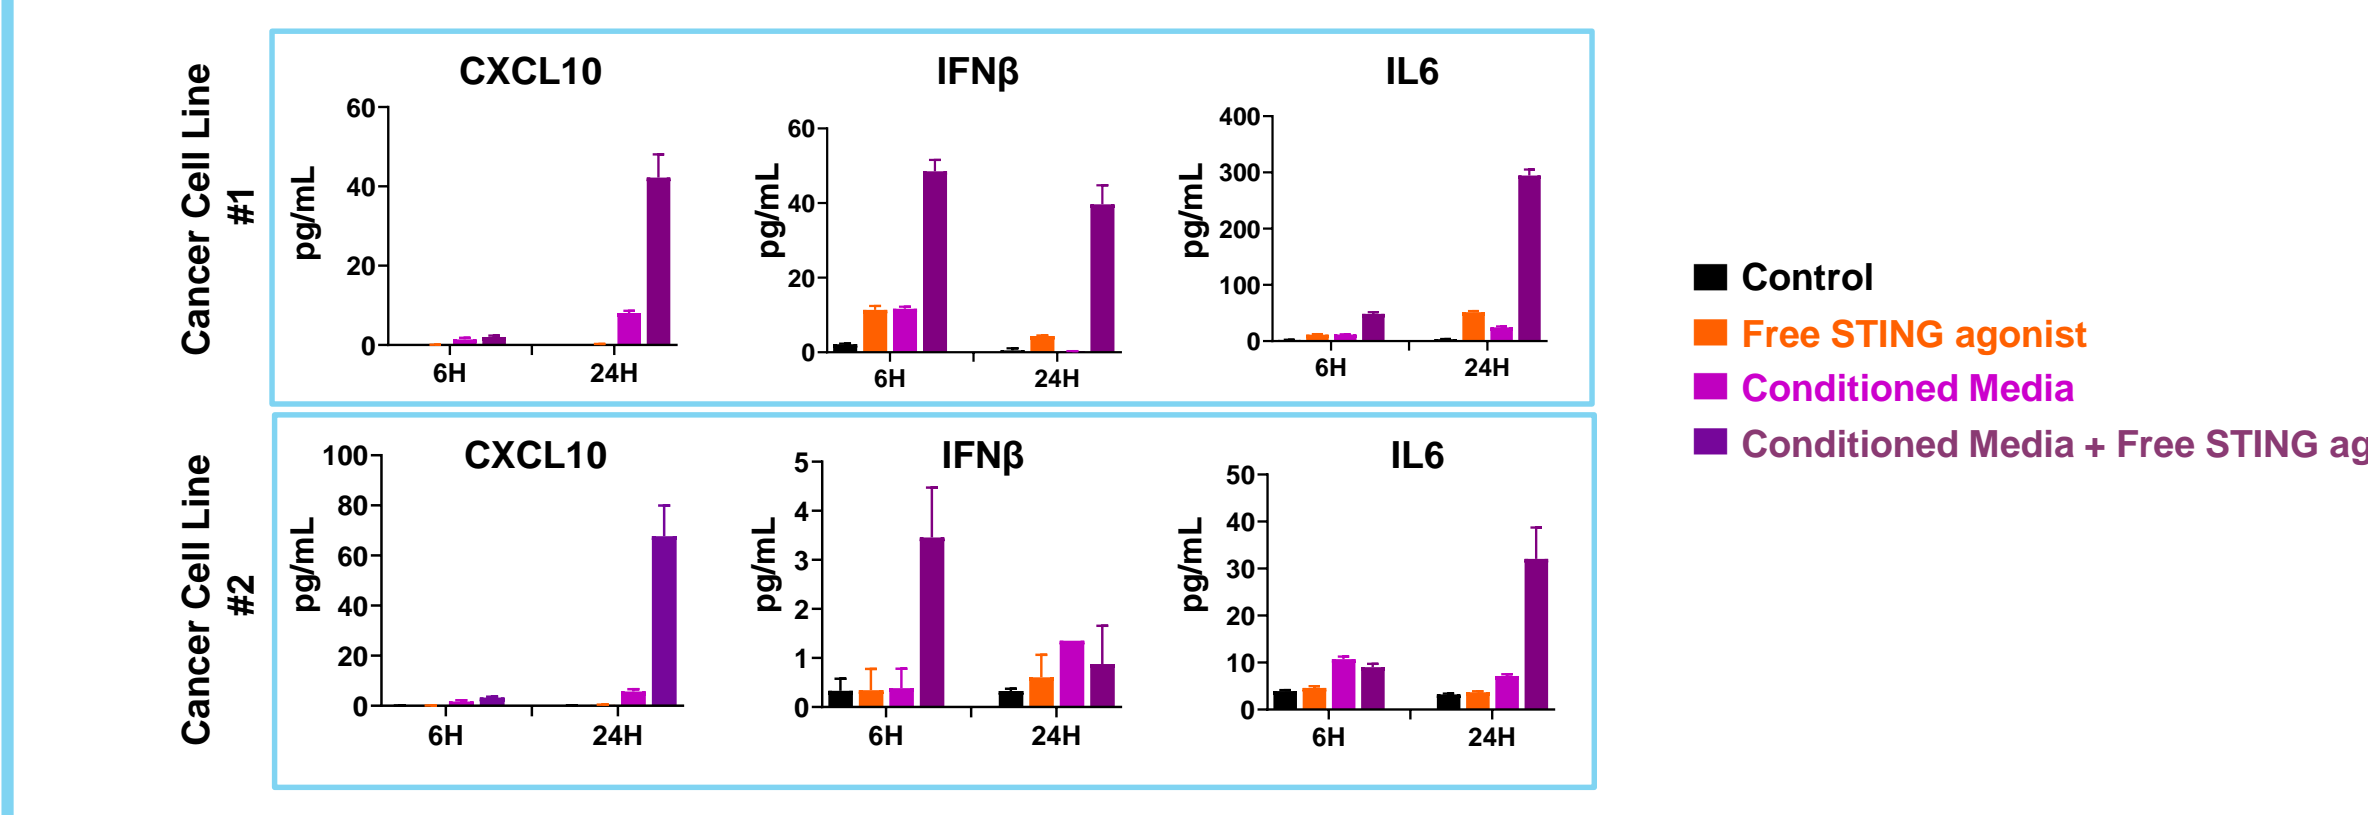 Cancer Cell Line
#1
CXCL10
pg/mL
60
40
20
0
6H
24H
IFNβ
pg/mL
60
40
20
0
6H
24H
IL6
pg/mL
400
300
200
100
0
6H
24H
Cancer Cell Line
#2
CXCL10
pg/mL
100
80
60
40
20
0
6H
24H
IFNβ
pg/mL
5
4
3
2
1
0
6H
24H
IL6
pg/mL
50
40
30
20
10
0
6H
24H
Control
Free STING agonist
Conditioned Media
Conditioned Media + Free STING ag